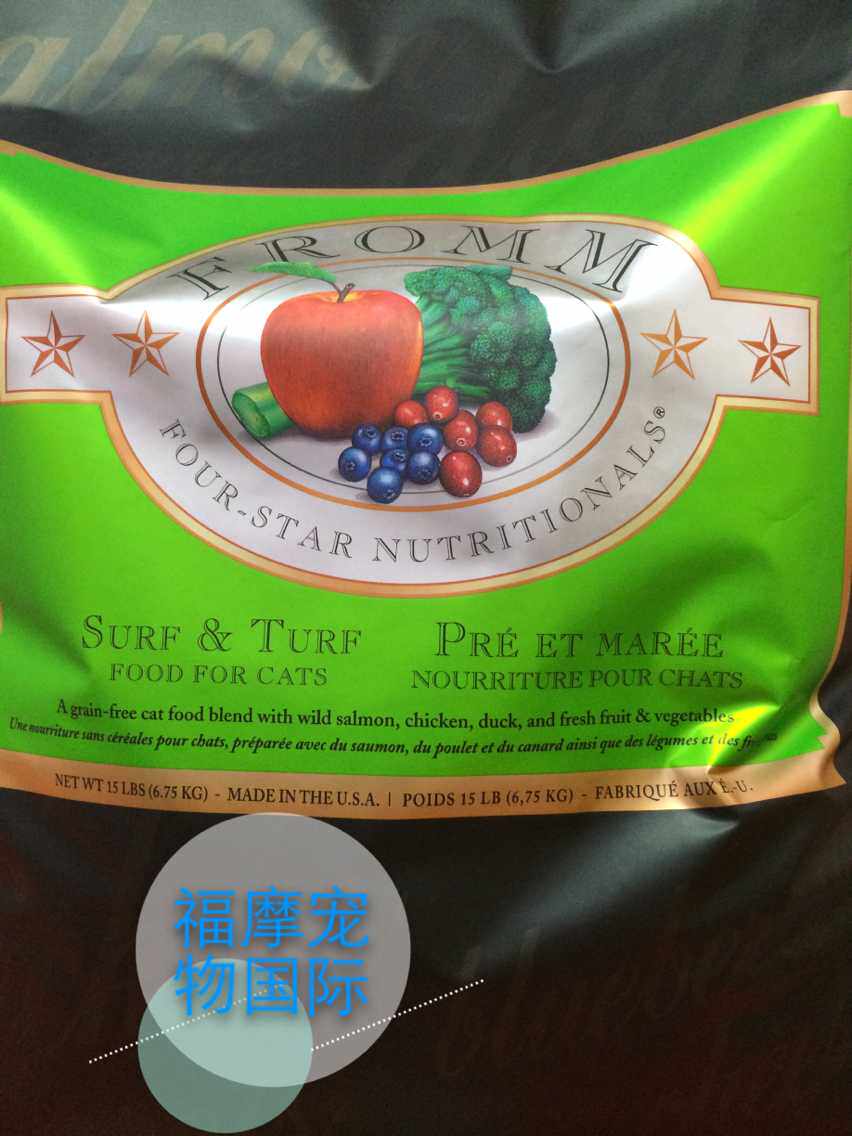 FROMM
FOUR-STAR NUTRITIONALS®
SURF & TURF
FOOD FOR CATS
PRÉ ET MARÉE
NOURRITURE POUR CHATS
A grain-free cat food blend with wild salmon, chicken, duck, and fresh fruit & vegetables
Une nourriture sans céréales pour chats, préparée avec du saumon, du poulet et du canard ainsi que des légumes et des
NET WT 15 LBS (6.75 KG) - MADE IN THE U.S.A. | POIDS 15 LB (6,75 KG) - FABRIQUÉ AUX É.-U.
福摩宠
物国际